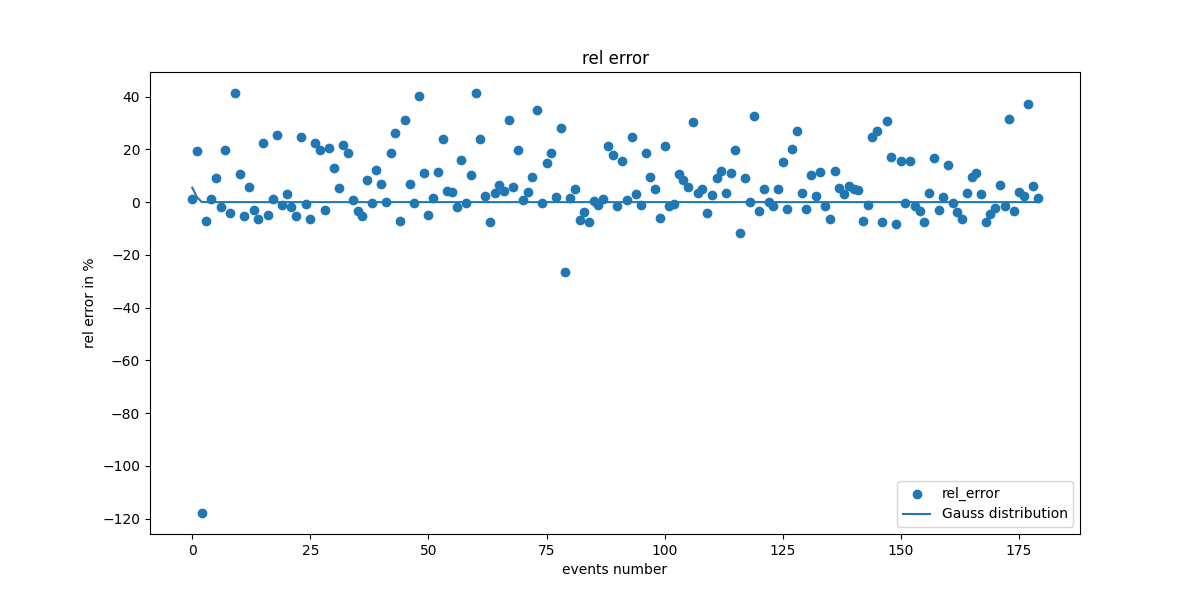 rel error
40
20
0
−20
−40
−60
−80
−100
−120
rel error in %
0 25 50 75 100 125 150 175
events number
rel_error
Gauss distribution